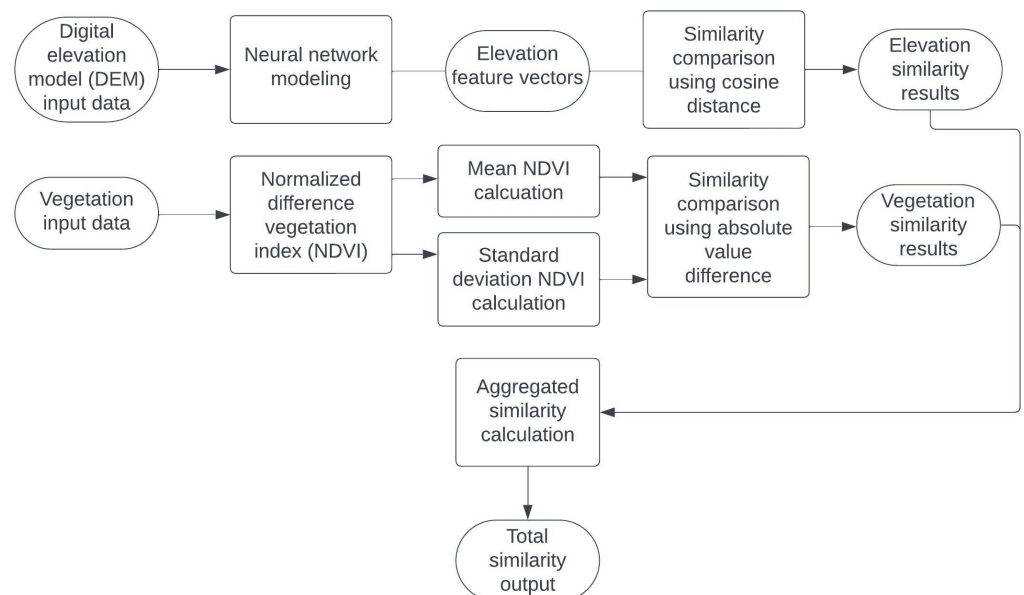 Digital
elevation
model (DEM)
input data
Neural network
modeling
Elevation
feature vectors
Similarity
comparison
using cosine
distance
Elevation
similarity
results
Vegetation
input data
Normalized
difference
vegetation
index (NDVI)
Mean NDVI
calcuation
Standard
deviation NDVI
calculation
Similarity
comparison
using absolute
value
difference
Vegetation
similarity
results
Aggregated
similarity
calculation
Total
similarity
output